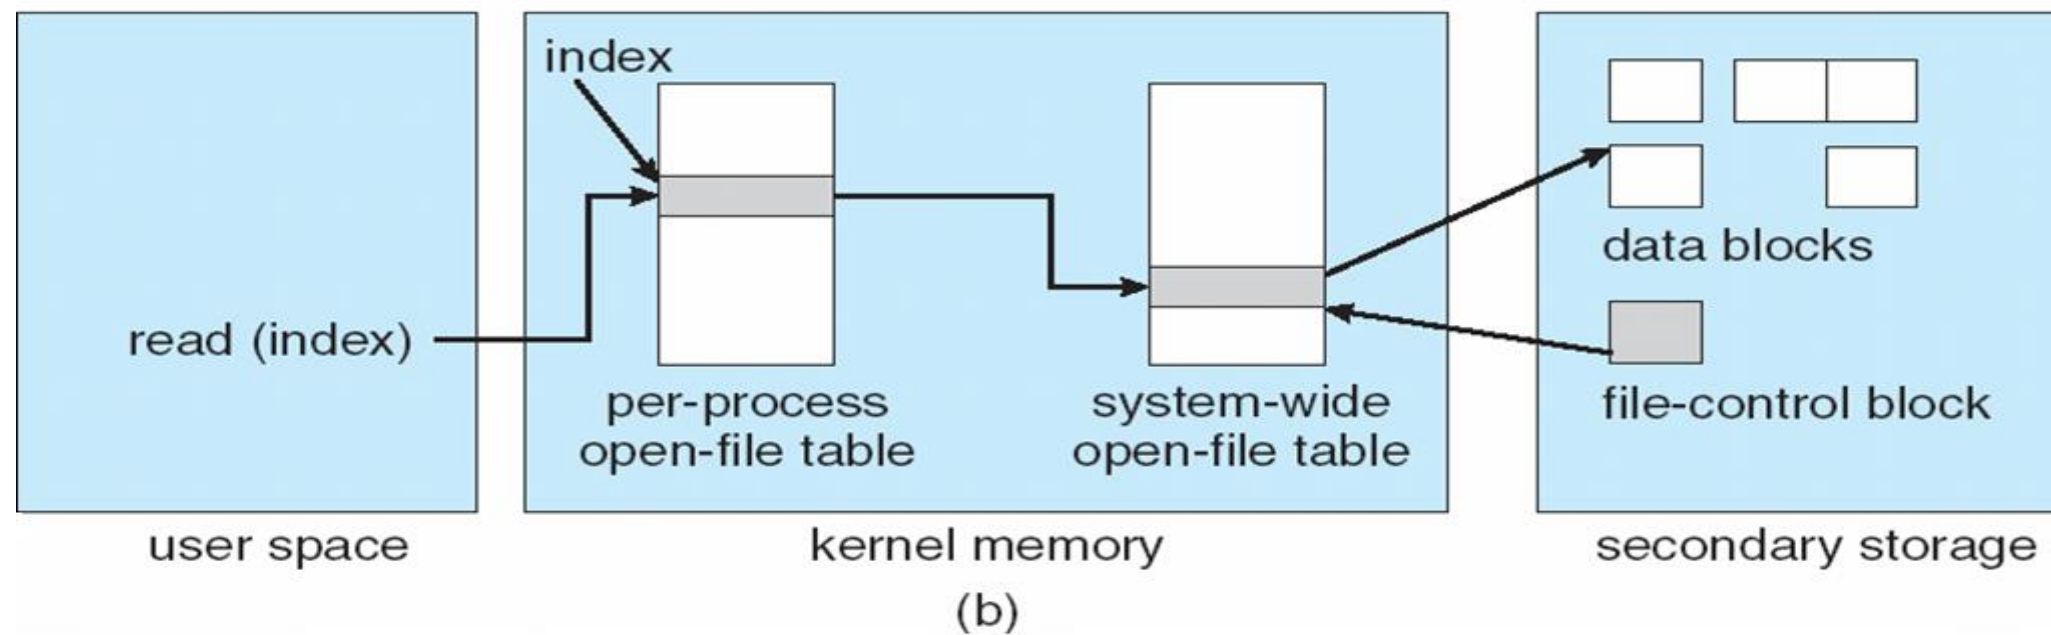 index
read (index)
per-process
open-file table
system-wide
open-file table
data blocks
file-control block
user space
kernel memory
secondary storage
(b)